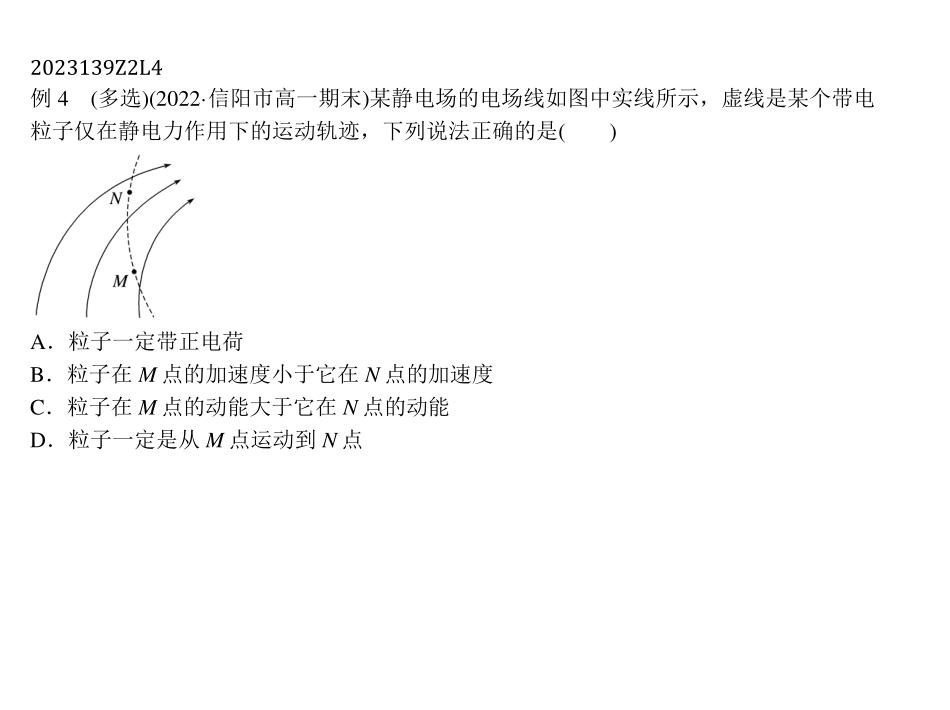 2023139Z2L4
例 4　(多选)(2022·信阳市高一期末)某静电场的电场线如图中实线所示，虚线是某个带电
粒子仅在静电力作用下的运动轨迹，下列说法正确的是(　　)
N
M
A．粒子一定带正电荷
B．粒子在 M 点的加速度小于它在 N 点的加速度
C．粒子在 M 点的动能大于它在 N 点的动能
D．粒子一定是从 M 点运动到 N 点